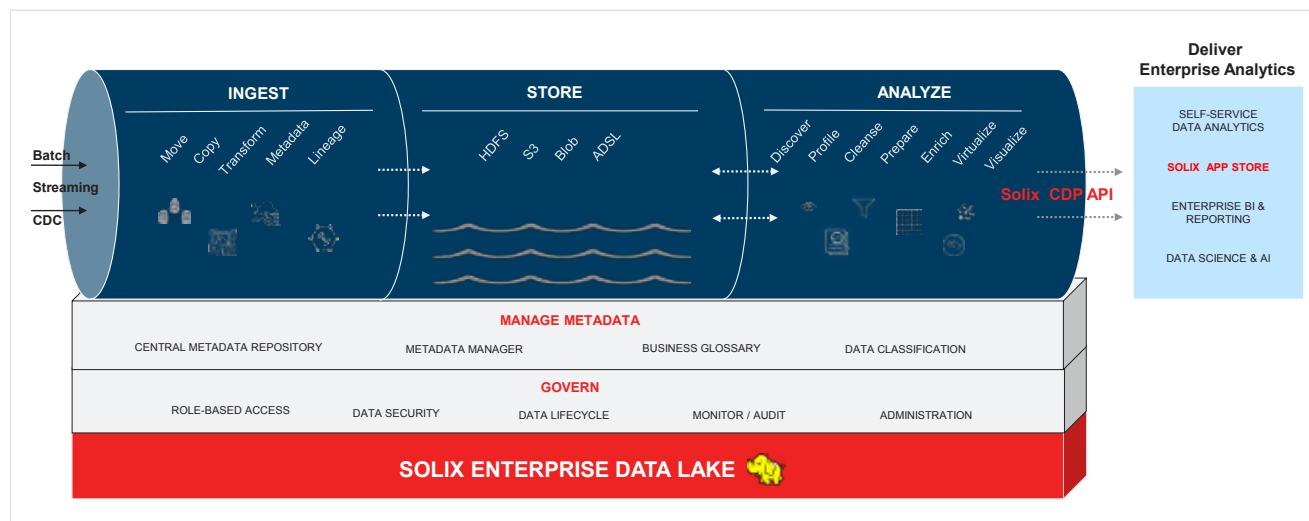 Deliver
Enterprise Analytics
INGEST
STORE
ANALYZE
Move
Copy
Transform
Metadata
Lineage
HDFS
S3
Blob
ADSL
Discover
Profile
Cleanse
Prepare
Enrich
Virtualize
Visualize
Batch
Streaming
CDC
Solix CDP API
SELF-SERVICE
DATA ANALYTICS
SOLIX APP STORE
ENTERPRISE BI &
REPORTING
DATA SCIENCE & AI
MANAGE METADATA
CENTRAL METADATA REPOSITORY
METADATA MANAGER
BUSINESS GLOSSARY
DATA CLASSIFICATION
GOVERN
ROLE-BASED ACCESS
DATA SECURITY
DATA LIFECYCLE
MONITOR / AUDIT
ADMINISTRATION
SOLIX ENTERPRISE DATA LAKE